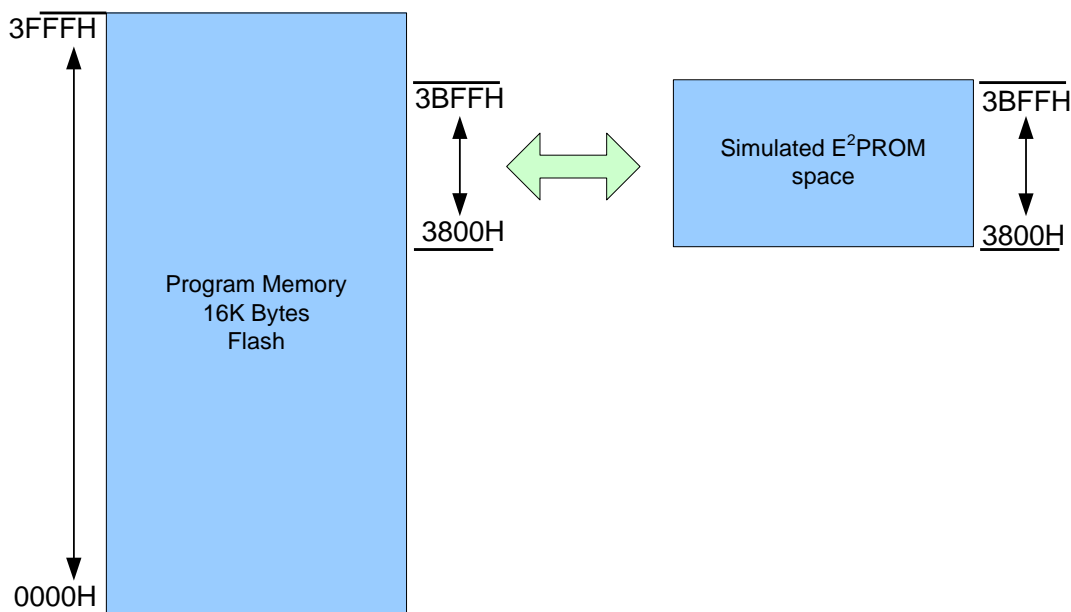 3FFFH
3BFFH
3800H
Program Memory
16K Bytes
Flash
0000H
Simulated E²PROM
space
3BFFH
3800H